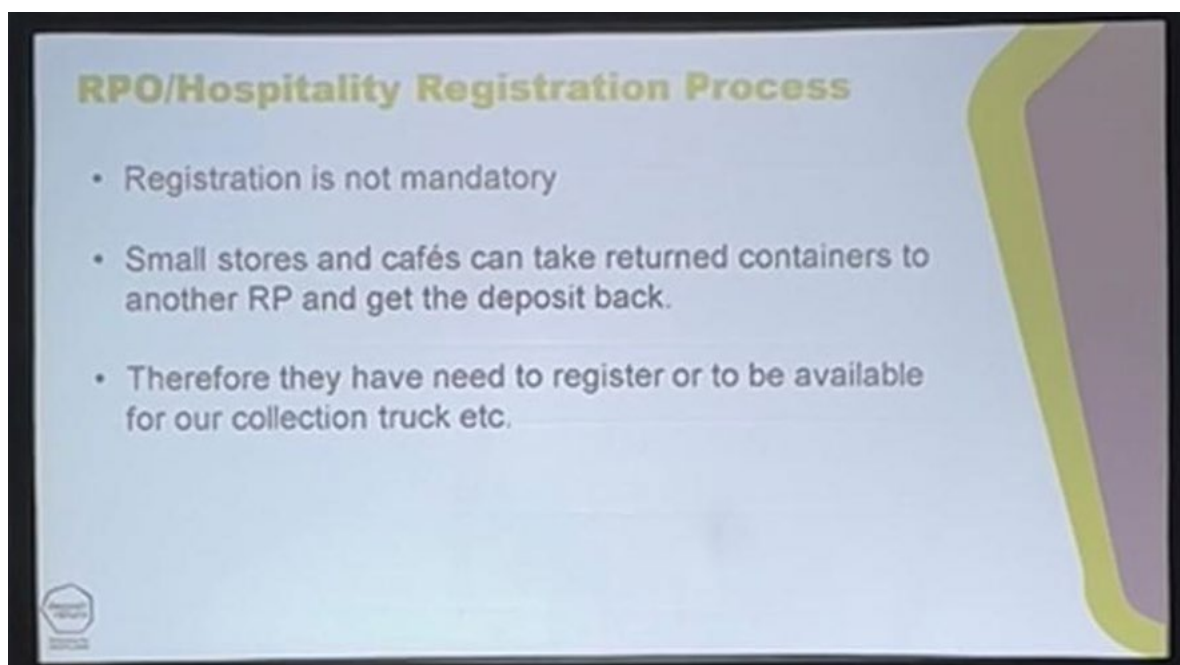 RPO/Hospitality Registration Process
• Registration is not mandatory
• Small stores and cafés can take returned containers to
another RP and get the deposit back.
• Therefore they have need to register or to be available
for our collection truck etc.